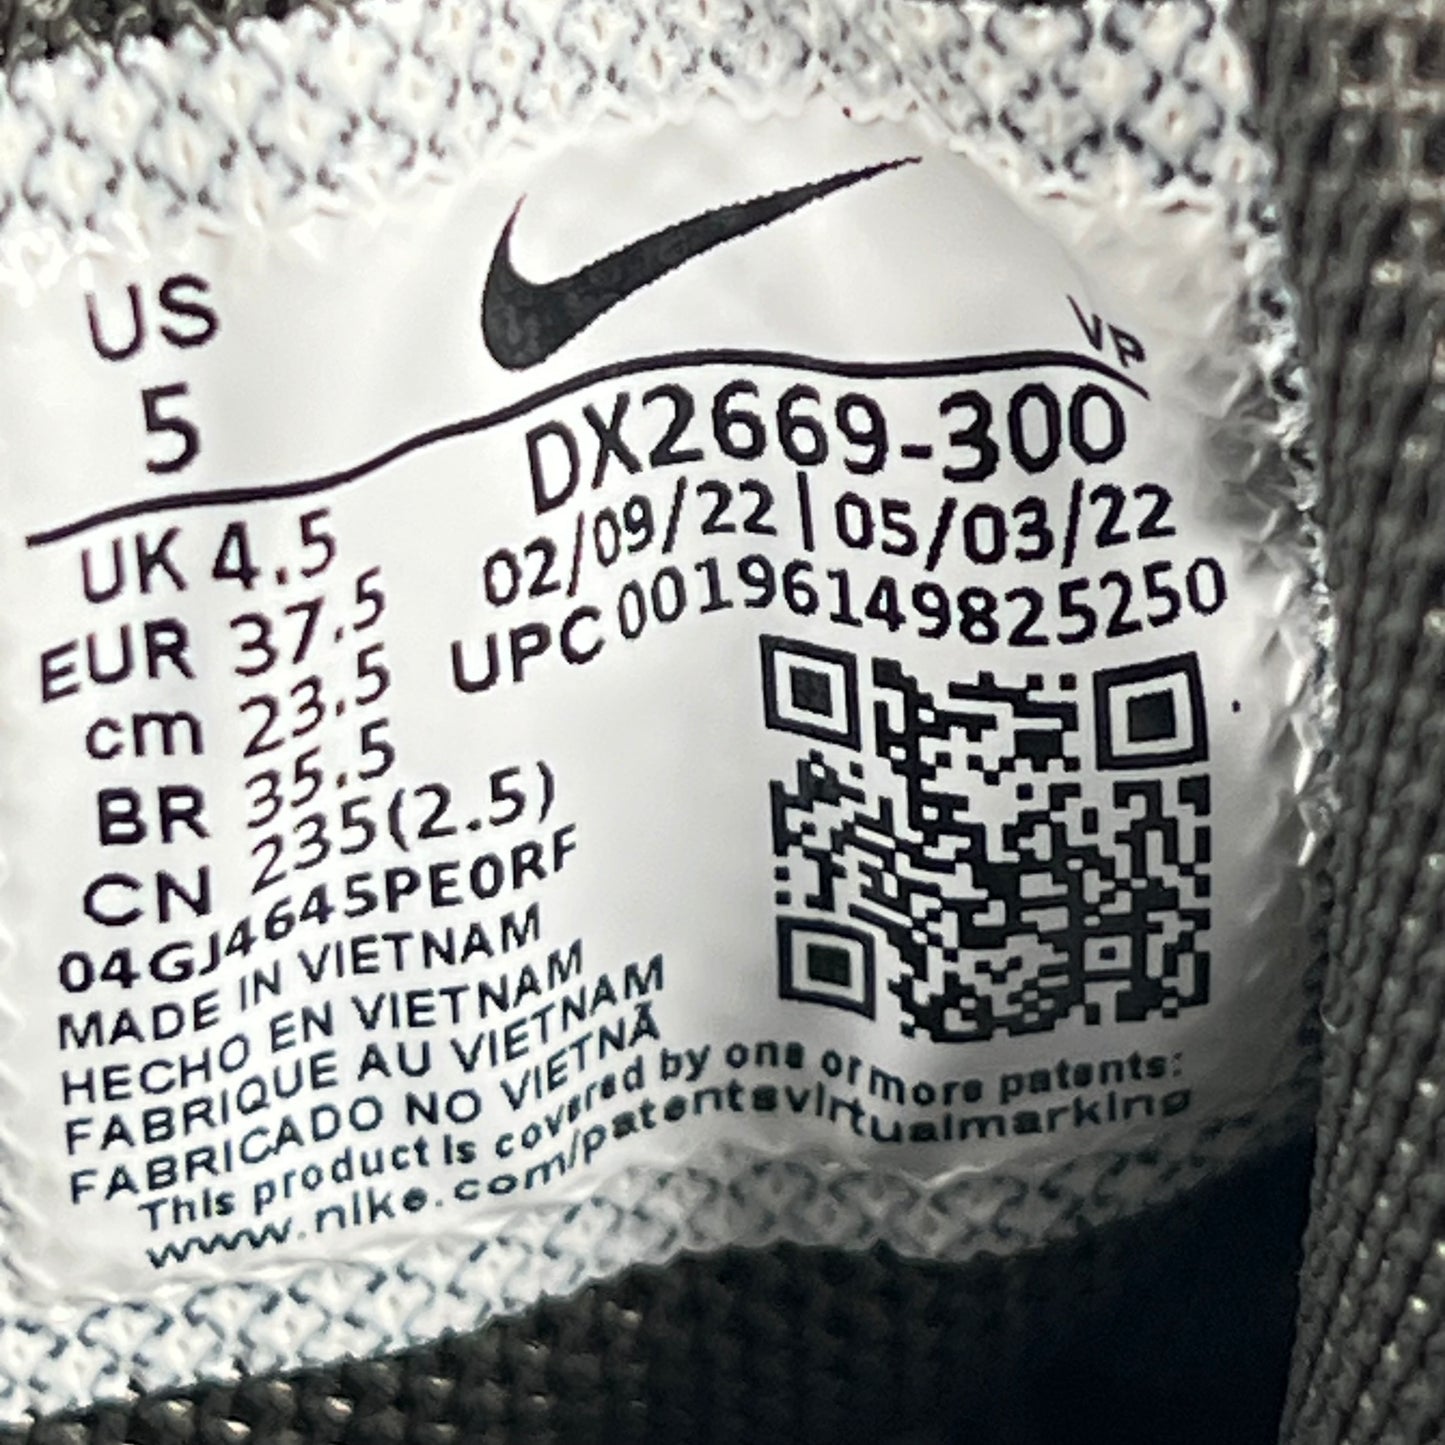 US
5
VP
DX2669-300
02/09/22 | 05/03/22
UPC 00196149825250
UK 4.5
EUR 37.5
cm 23.5
BR 35.5
CN 235(2.5)
04GJ4645PE0RF
MADE IN VIETNAM
HECHO EN VIETNAM
FABRIQUE AU VIETNAM
FABRICADO NO VIETNÃ
This product is covered by one or more patents:
www.nike.com/patentsvirtualmarking